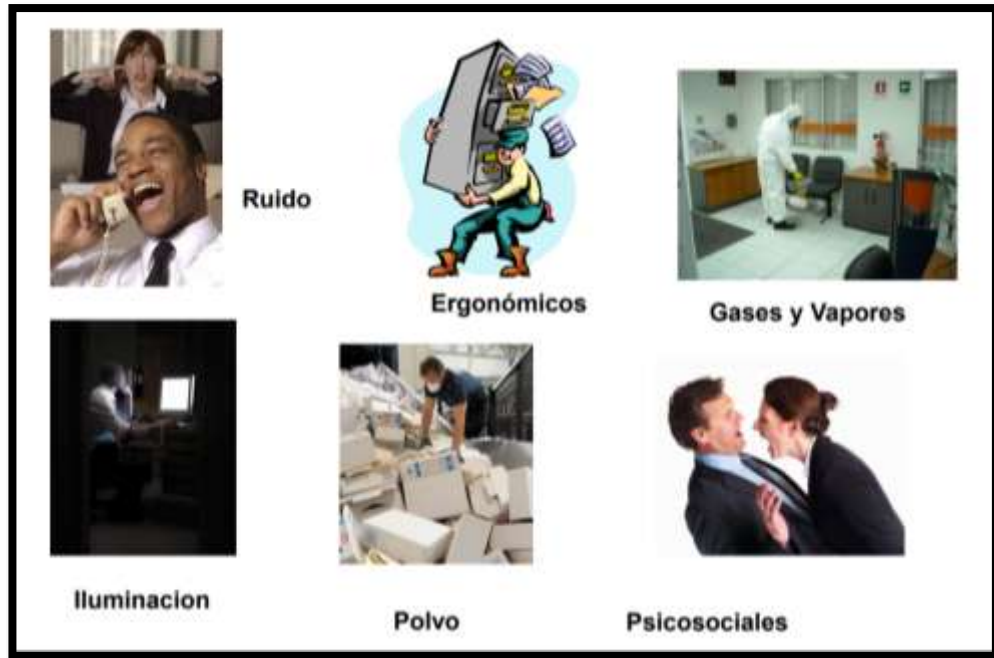 Ruido
Ergonómicos
Gases y Vapores
Iluminacion
Polvo
Psicosociales